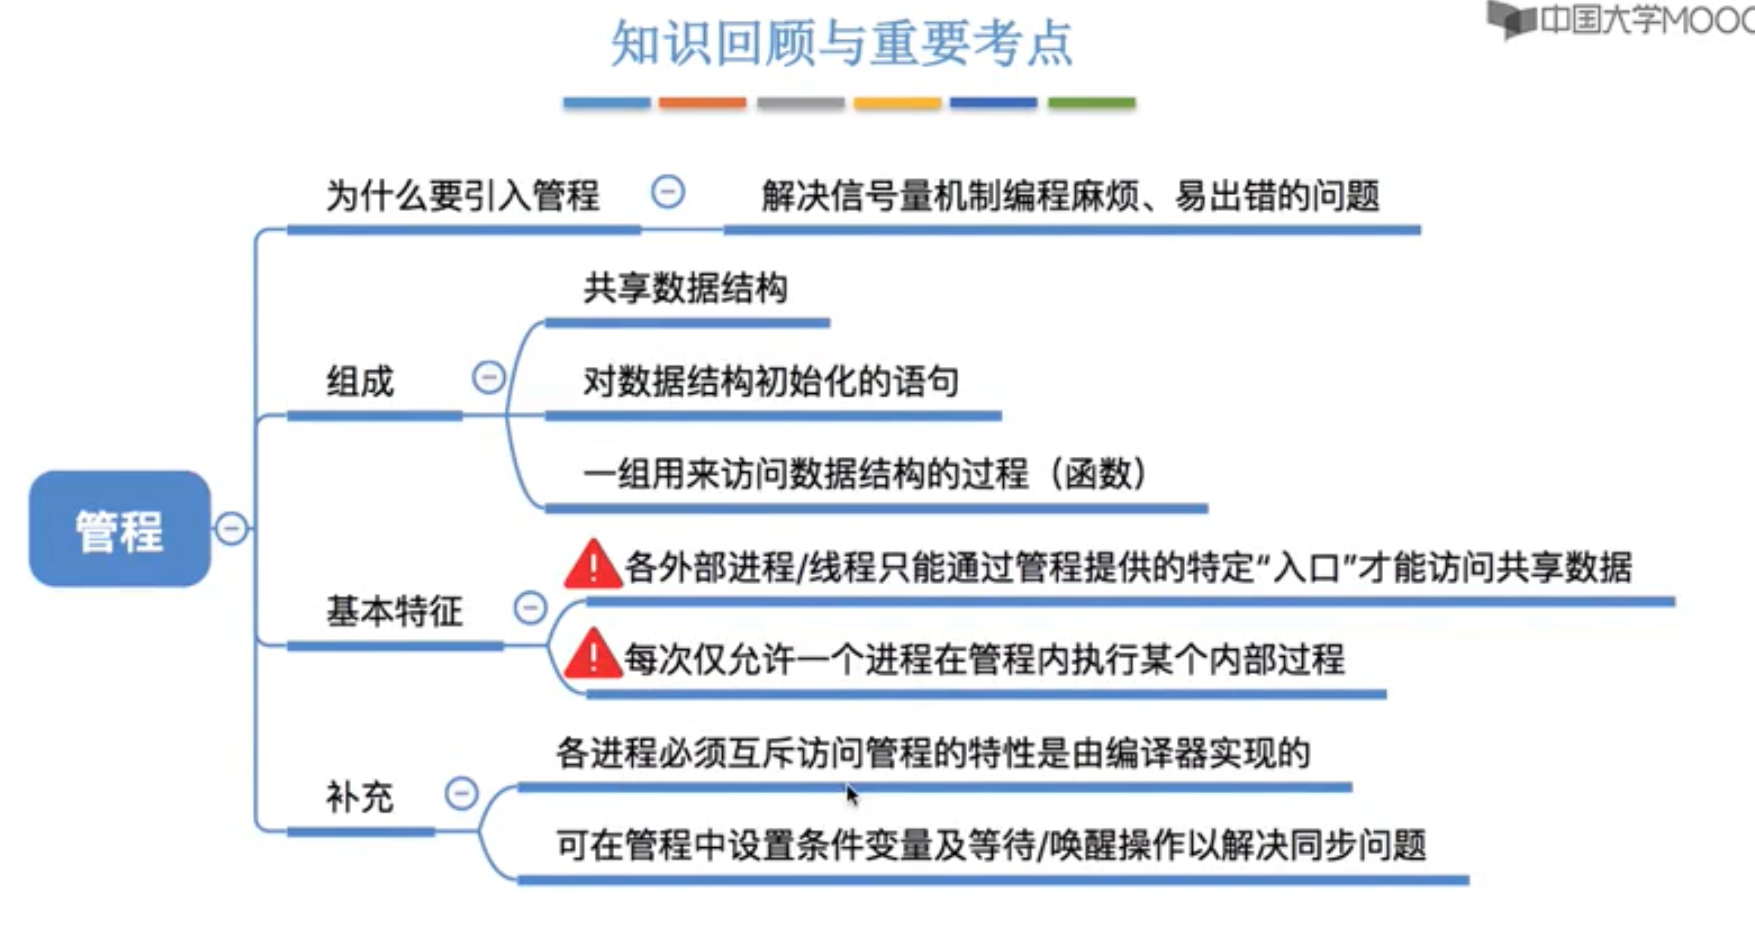 知识回顾与重要考点
中国大学MOOC
为什么要引入管程
解决信号量机制编程麻烦、易出错的问题
共享数据结构
组成
对数据结构初始化的语句
一组用来访问数据结构的过程（函数）
管程
各外部进程/线程只能通过管程提供的特定“入口”才能访问共享数据
基本特征
每次仅允许一个进程在管程内执行某个内部过程
各进程必须互斥访问管程的特性是由编译器实现的
补充
可在管程中设置条件变量及等待/唤醒操作以解决同步问题